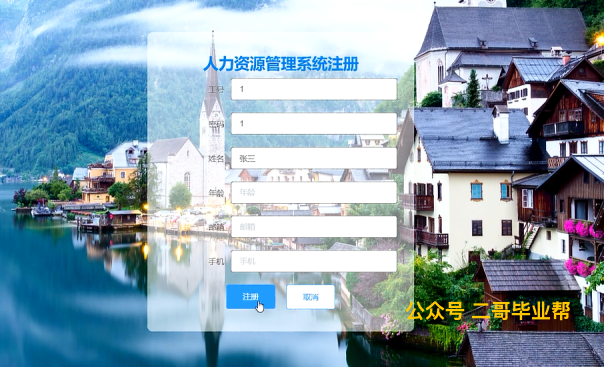 人力资源管理系统注册
工号 1
密码 1
姓名 张三
年龄 年龄
邮箱 邮箱
手机 手机
注册 取消
公众号 二哥毕业帮